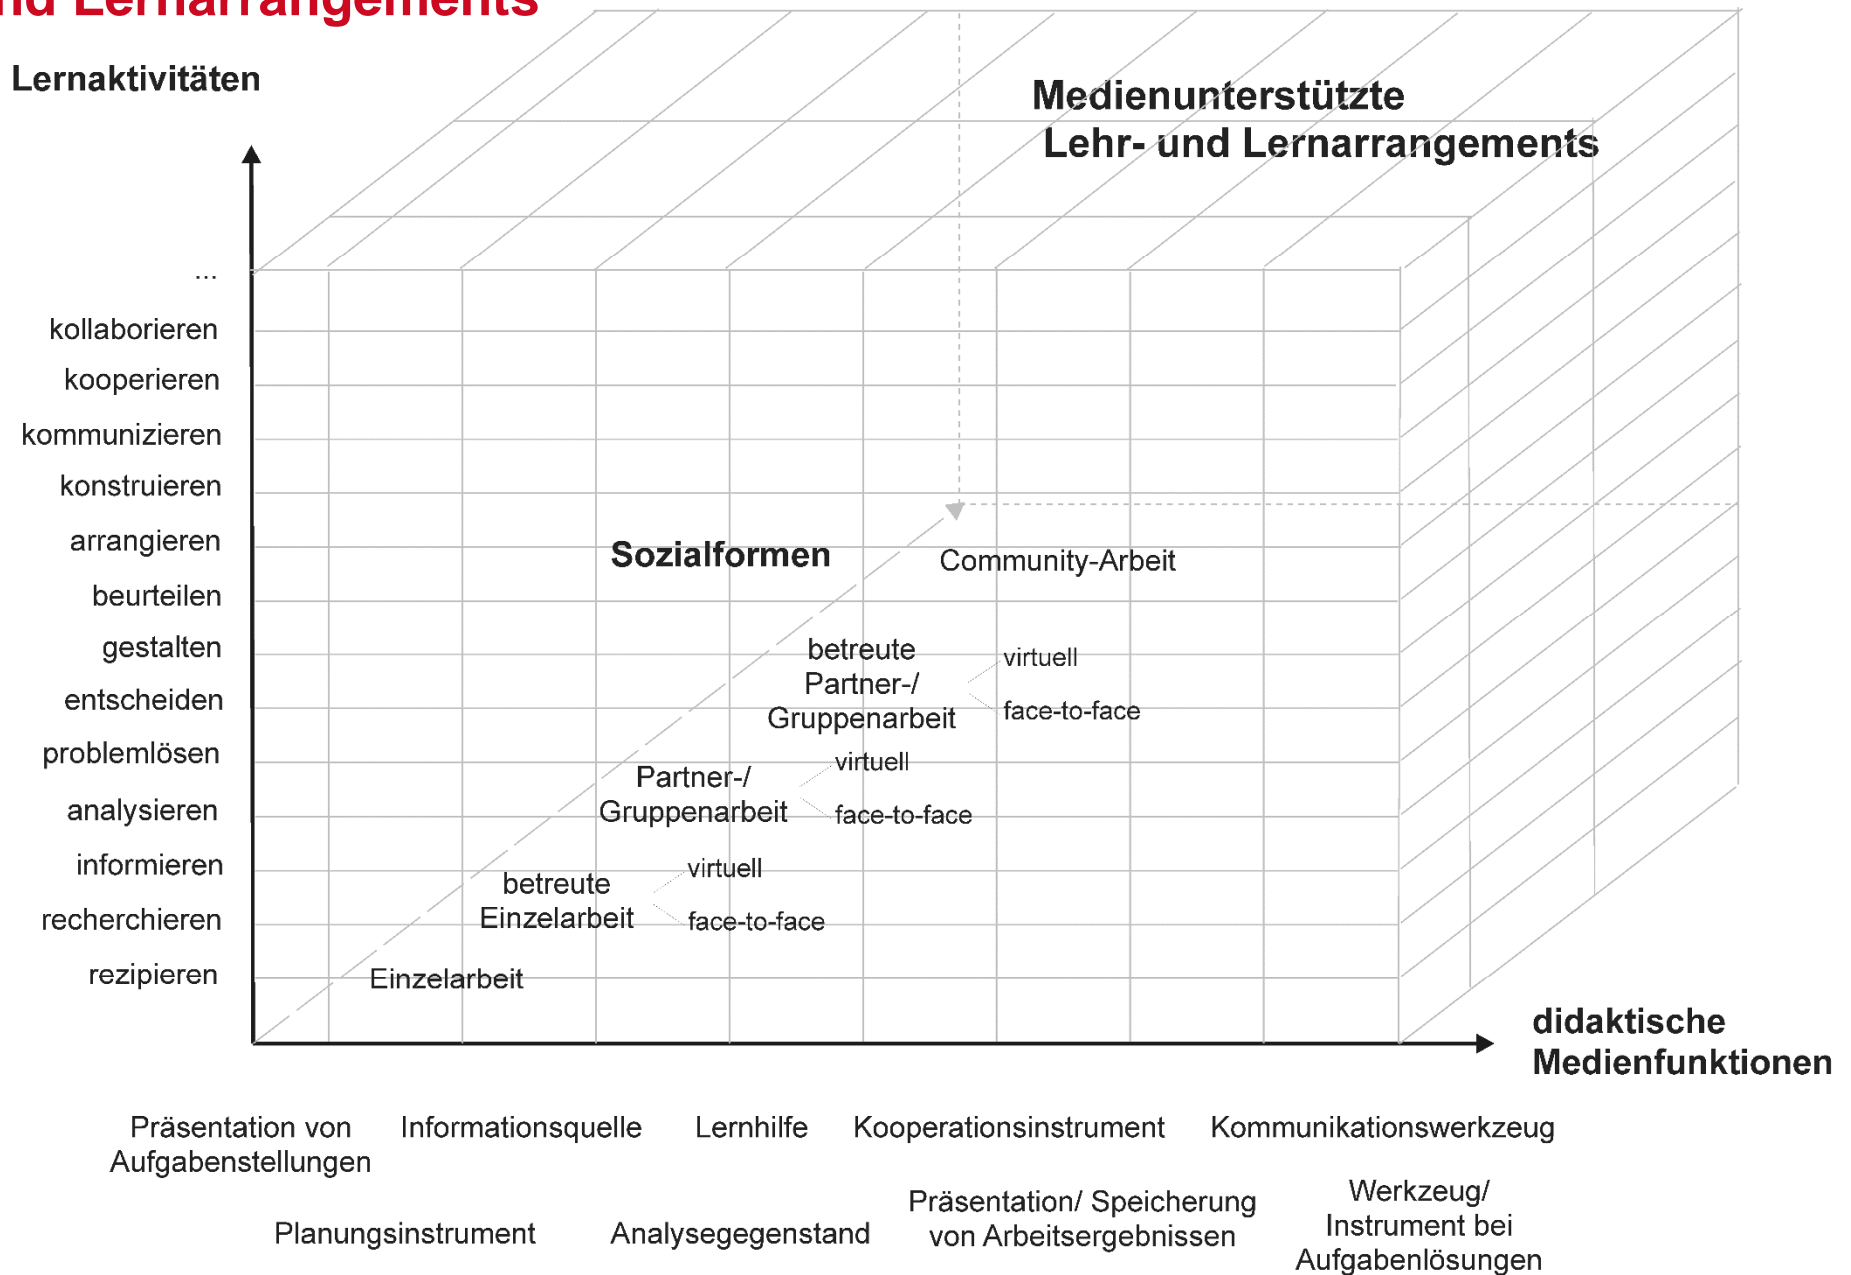 nd Lernarrangements
Lernaktivitäten
Medienunterstützte
Lehr- und Lernarrangements
...
kollaborieren
kooperieren
kommunizieren
konstruieren
arrangieren
beurteilen
gestalten
entscheiden
problemlösen
analysieren
informieren
recherchieren
rezipieren
Sozialformen
Community-Arbeit
betreute
Partner-/
Gruppenarbeit
virtuell
face-to-face
Partner-/
Gruppenarbeit
virtuell
face-to-face
betreute
Einzelarbeit
virtuell
face-to-face
Einzelarbeit
didaktische
Medienfunktionen
Präsentation von
Aufgabenstellungen
Informationsquelle
Lernhilfe
Kooperationsinstrument
Kommunikationswerkzeug
Planungsinstrument
Analysegegenstand
Präsentation/ Speicherung
von Arbeitsergebnissen
Werkzeug/
Instrument bei
Aufgabenlösungen